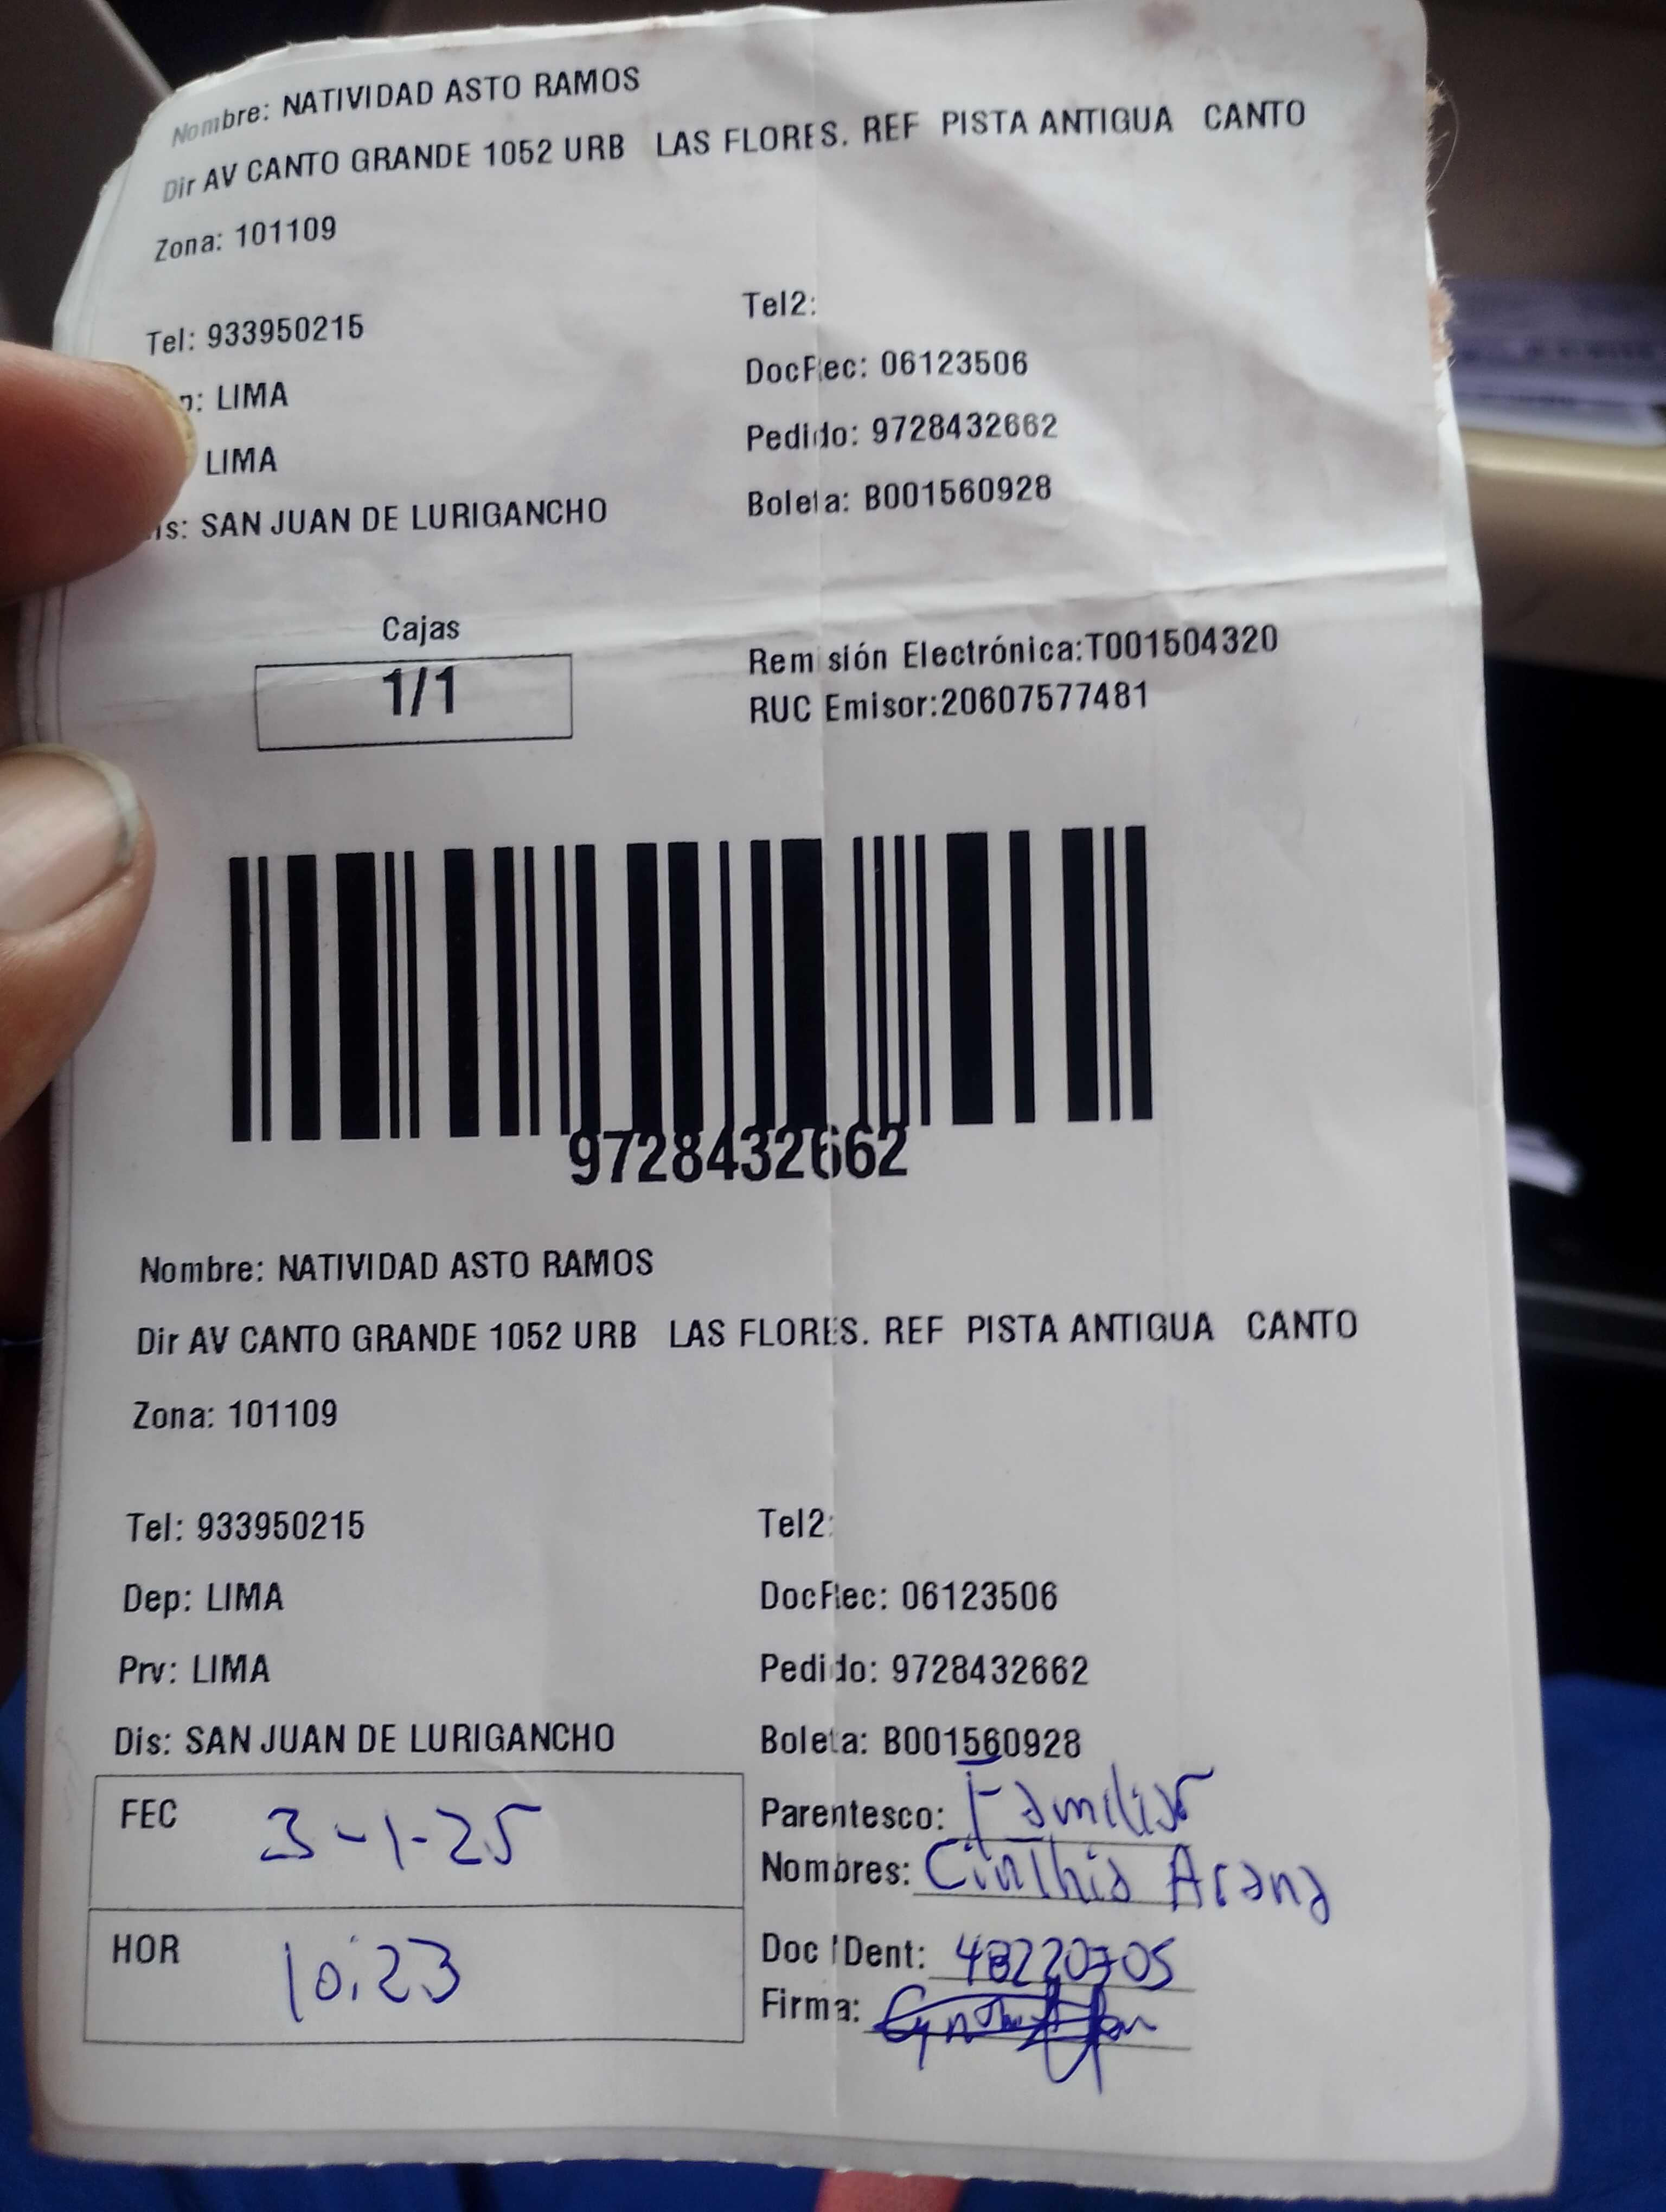 Nombre: NATIVIDAD ASTO RAMOS
Dir AV CANTO GRANDE 1052 URB LAS FLORES. REF PISTA ANTIGUA CANTO
Zona: 101109
Tel: 933950215 Tel2:
LIMA DocRec: 06123506
LIMA Pedido: 9728432662
SAN JUAN DE LURIGANCHO Boleta: B001560928
Cajas
1/1
Remisión Electrónica:T001504320
RUC Emisor:20607577481
9728432662
Nombre: NATIVIDAD ASTO RAMOS
Dir AV CANTO GRANDE 1052 URB LAS FLORES. REF PISTA ANTIGUA CANTO
Zona: 101109
Tel: 933950215 Tel2:
Dep: LIMA DocRec: 06123506
Prv: LIMA Pedido: 9728432662
Dis: SAN JUAN DE LURIGANCHO Boleta: B001560928
FEC 3-1-25
HOR 10:23
Parentesco: Familiar
Nombres: Cinthia Arana
Doc IDent: 48220705
Firma: